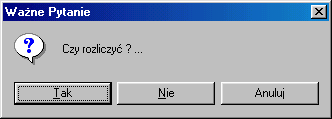 Ważne Pytanie
?
Czy rozliczyć ? ...
Tak Nie Anuluj